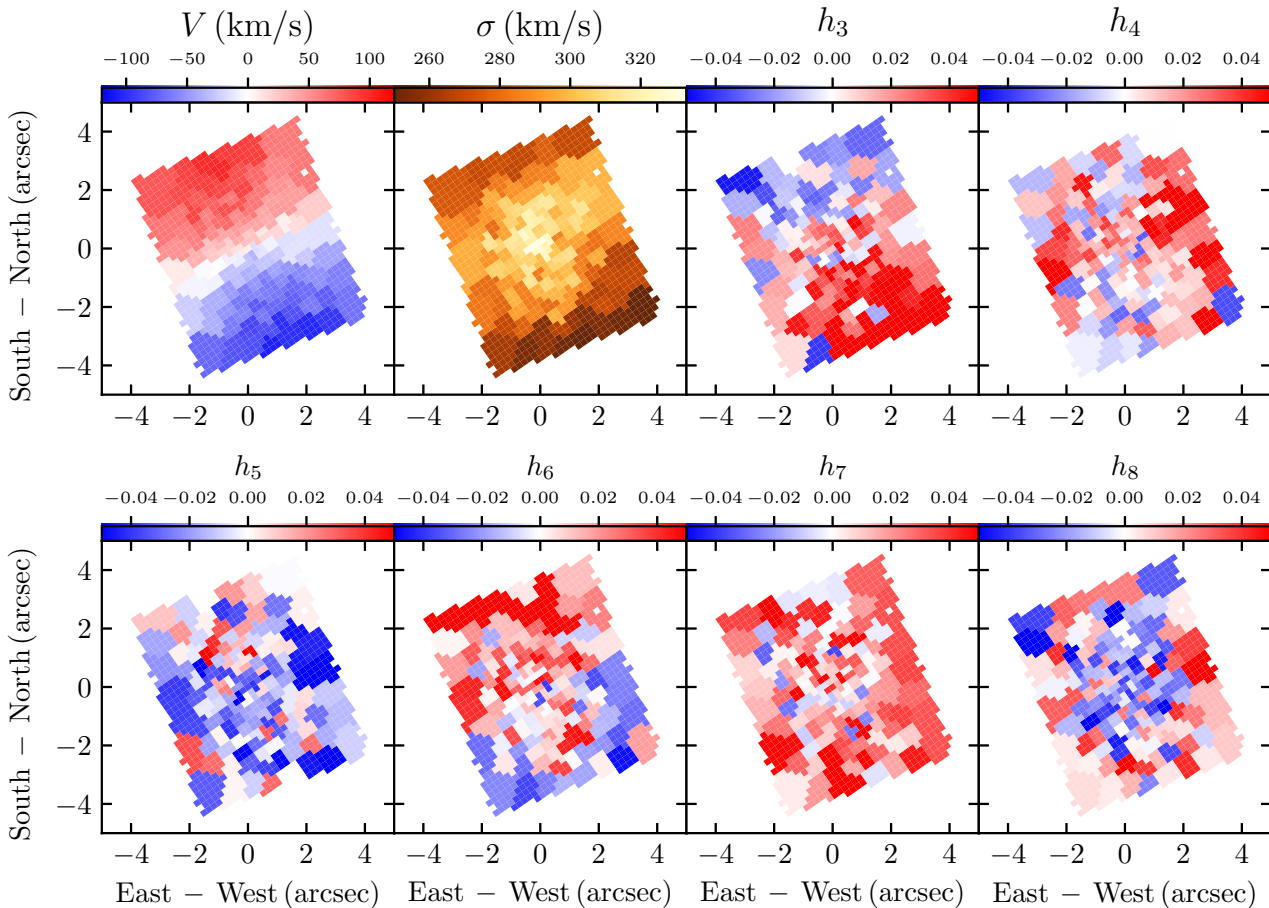 V (km/s) σ (km/s) h₃ h₄
−100 −50 0 50 100 260 280 300 320 −0.04 −0.02 0.00 0.02 0.04 −0.04 −0.02 0.00 0.02 0.04
South − North (arcsec)
4
2
0
−2
−4
−4 −2 0 2 4 −4 −2 0 2 4 −4 −2 0 2 4 −4 −2 0 2 4
h₅ h₆ h₇ h₈
−0.04 −0.02 0.00 0.02 0.04 −0.04 −0.02 0.00 0.02 0.04 −0.04 −0.02 0.00 0.02 0.04 −0.04 −0.02 0.00 0.02 0.04
South − North (arcsec)
4
2
0
−2
−4
−4 −2 0 2 4 −4 −2 0 2 4 −4 −2 0 2 4 −4 −2 0 2 4
East − West (arcsec) East − West (arcsec) East − West (arcsec) East − West (arcsec)